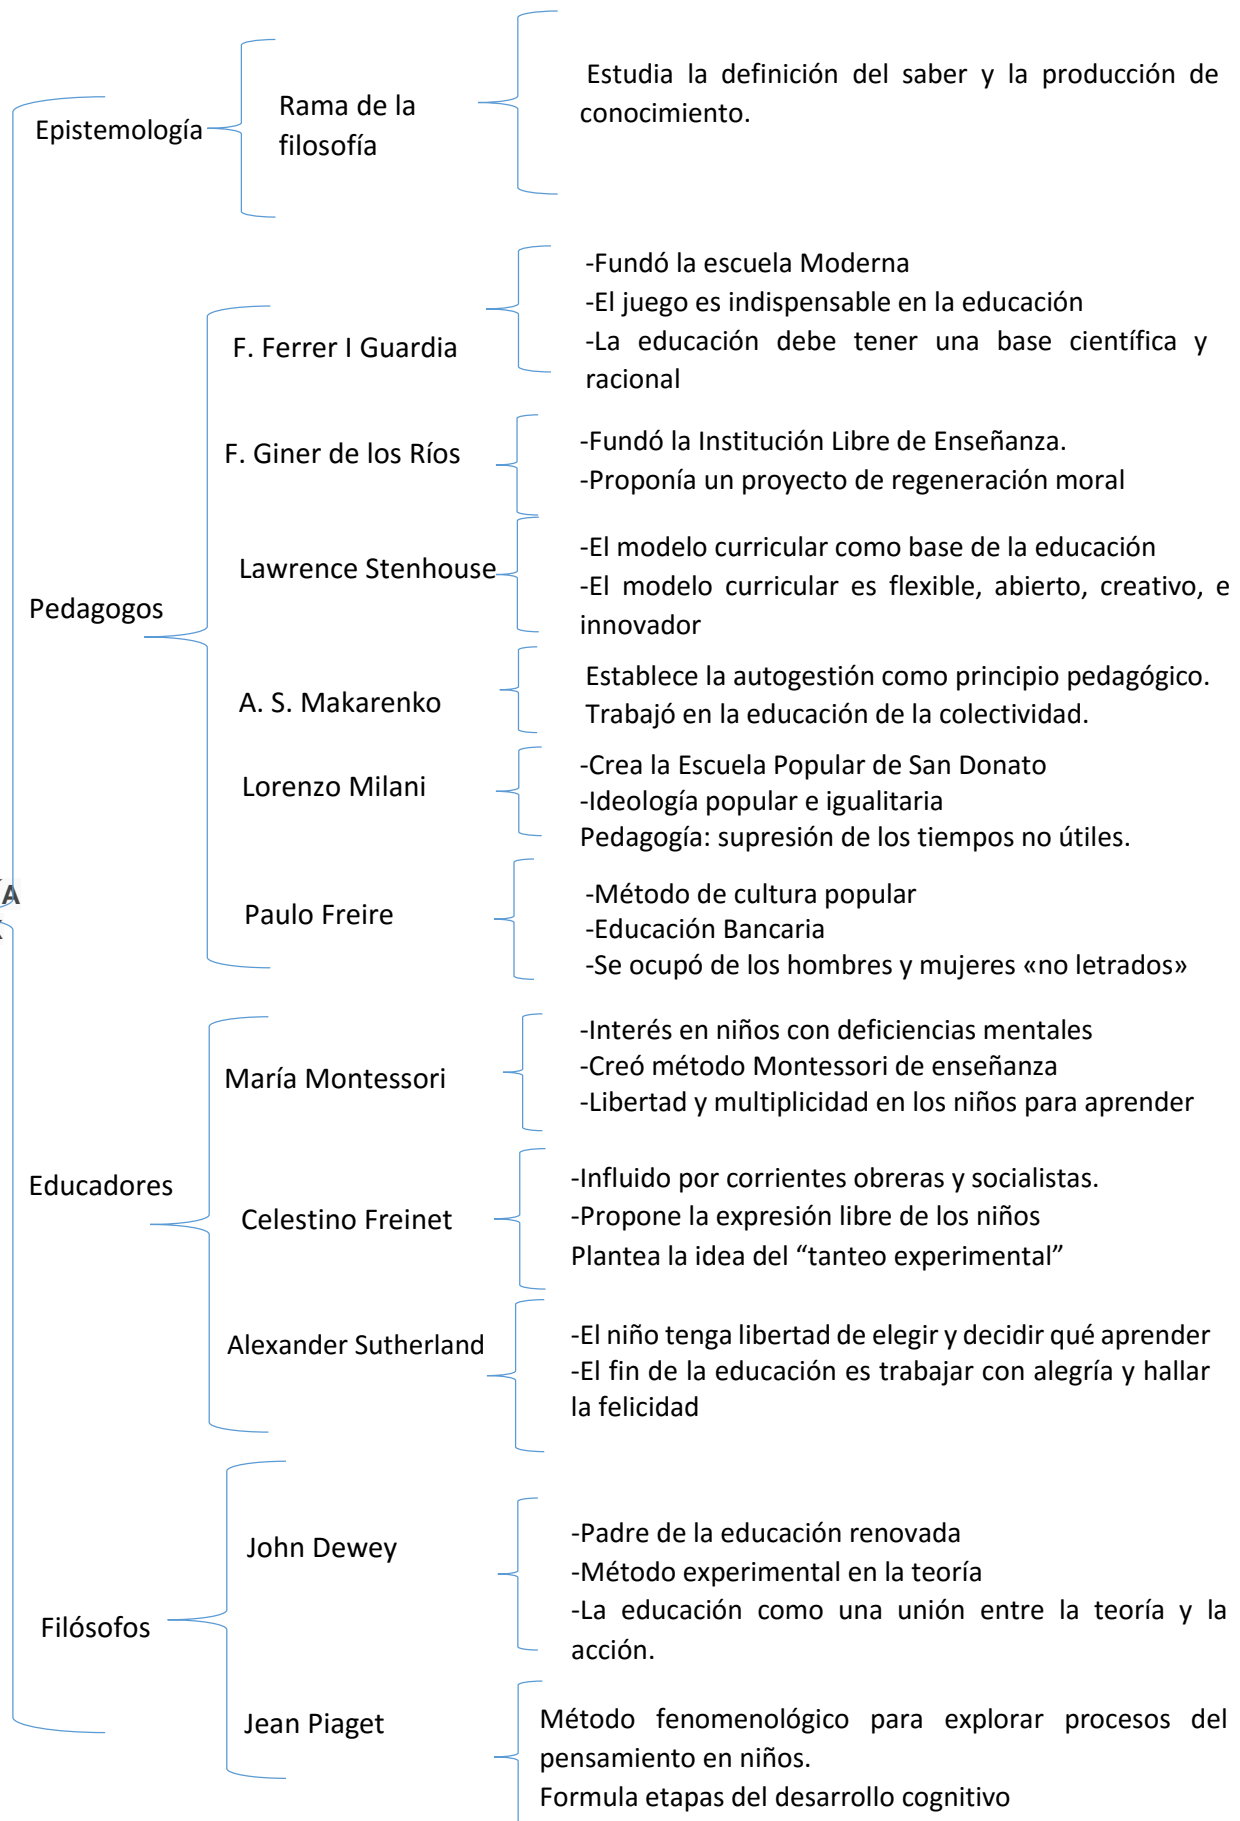 Estudia la definición del saber y la producción de
conocimiento.
Rama de la
filosofía
Epistemología
-Fundó la escuela Moderna
-El juego es indispensable en la educación
-La educación debe tener una base científica y
racional
F. Ferrer I Guardia
F. Giner de los Ríos
-Fundó la Institución Libre de Enseñanza.
-Proponía un proyecto de regeneración moral
Lawrence Stenhouse
-El modelo curricular como base de la educación
-El modelo curricular es flexible, abierto, creativo, e
innovador
Pedagogos
A. S. Makarenko
Establece la autogestión como principio pedagógico.
Trabajó en la educación de la colectividad.
Lorenzo Milani
-Crea la Escuela Popular de San Donato
-Ideología popular e igualitaria
Pedagogía: supresión de los tiempos no útiles.
Paulo Freire
-Método de cultura popular
-Educación Bancaria
-Se ocupó de los hombres y mujeres «no letrados»
María Montessori
-Interés en niños con deficiencias mentales
-Creó método Montessori de enseñanza
-Libertad y multiplicidad en los niños para aprender
Educadores
Celestino Freinet
-Influido por corrientes obreras y socialistas.
-Propone la expresión libre de los niños
Plantea la idea del “tanteo experimental”
Alexander Sutherland
-El niño tenga libertad de elegir y decidir qué aprender
-El fin de la educación es trabajar con alegría y hallar
la felicidad
John Dewey
-Padre de la educación renovada
-Método experimental en la teoría
-La educación como una unión entre la teoría y la
acción.
Filósofos
Jean Piaget
Método fenomenológico para explorar procesos del
pensamiento en niños.
Formula etapas del desarrollo cognitivo